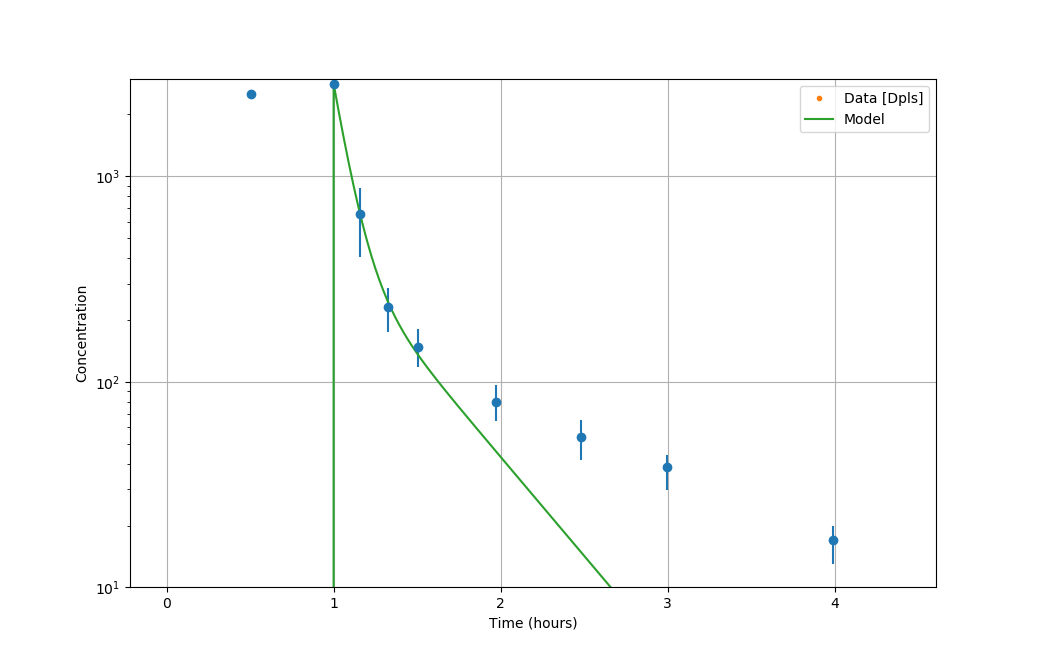 Data [Dpls]
Model
10³
10²
10¹
Concentration
0 1 2 3 4
Time (hours)